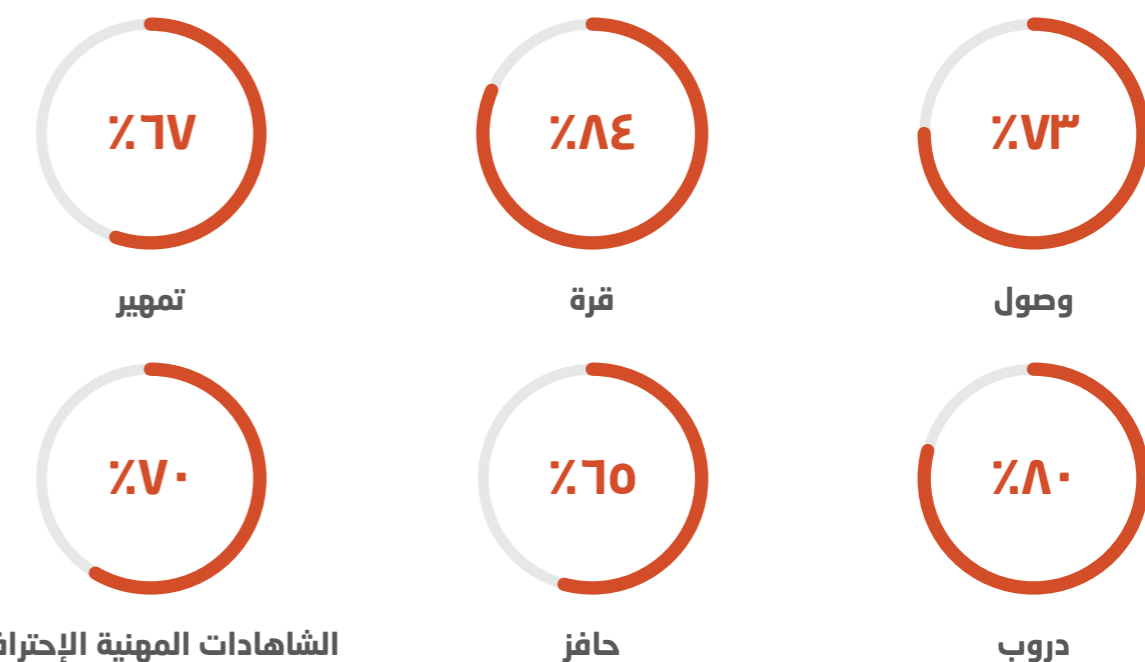 ٪٧٣
٪٨٤
٪٦٧
وصول
قرة
تمهير
٪٨٠
٪٦٥
٪٧٠
دروب
حافز
الشاهادات المهنية